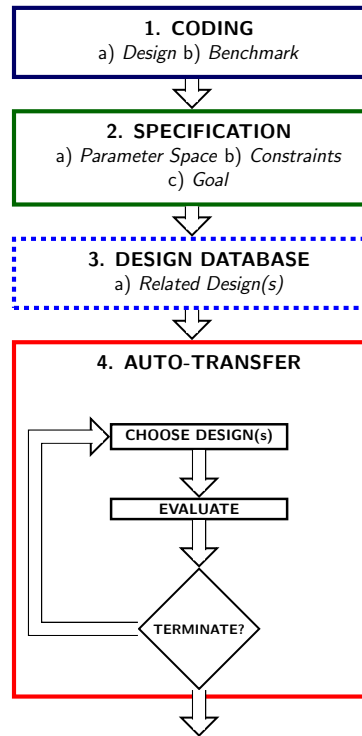 1. CODING
a) Design b) Benchmark
2. SPECIFICATION
a) Parameter Space b) Constraints
c) Goal
3. DESIGN DATABASE
a) Related Design(s)
4. AUTO-TRANSFER
CHOOSE DESIGN(s)
EVALUATE
TERMINATE?